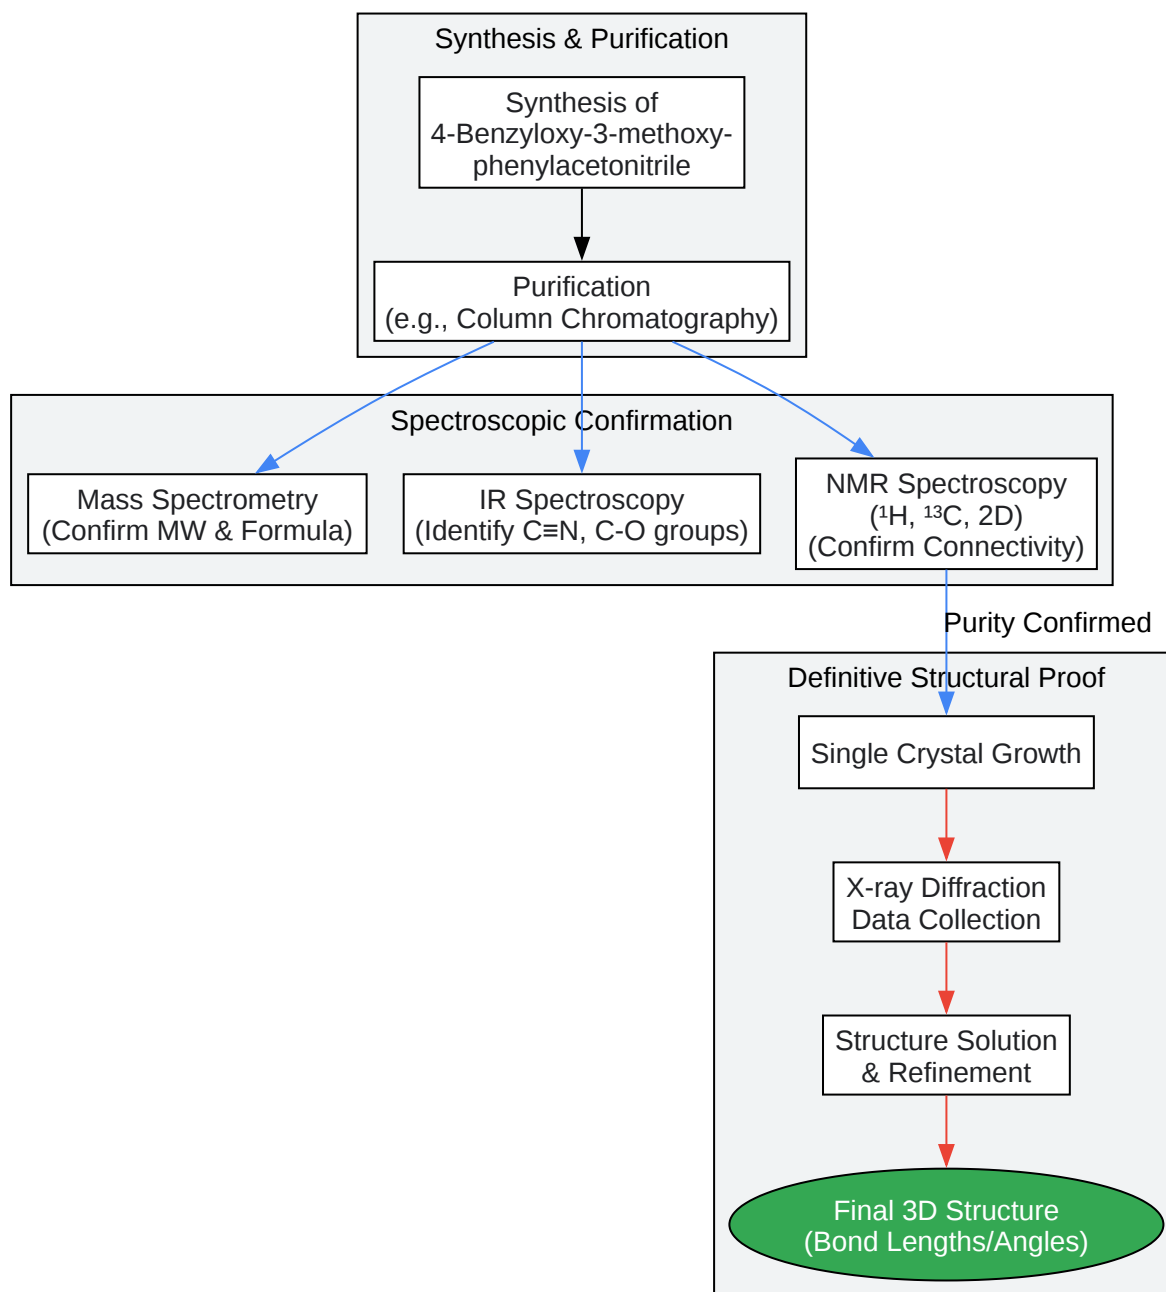 Synthesis & Purification
Synthesis of
4-Benzyloxy-3-methoxy-
phenylacetonitrile
Purification
(e.g., Column Chromatography)
Spectroscopic Confirmation
Mass Spectrometry
(Confirm MW & Formula)
IR Spectroscopy
(Identify C≡N, C-O groups)
NMR Spectroscopy
(¹H, ¹³C, 2D)
(Confirm Connectivity)
Purity Confirmed
Definitive Structural Proof
Single Crystal Growth
X-ray Diffraction
Data Collection
Structure Solution
& Refinement
Final 3D Structure
(Bond Lengths/Angles)